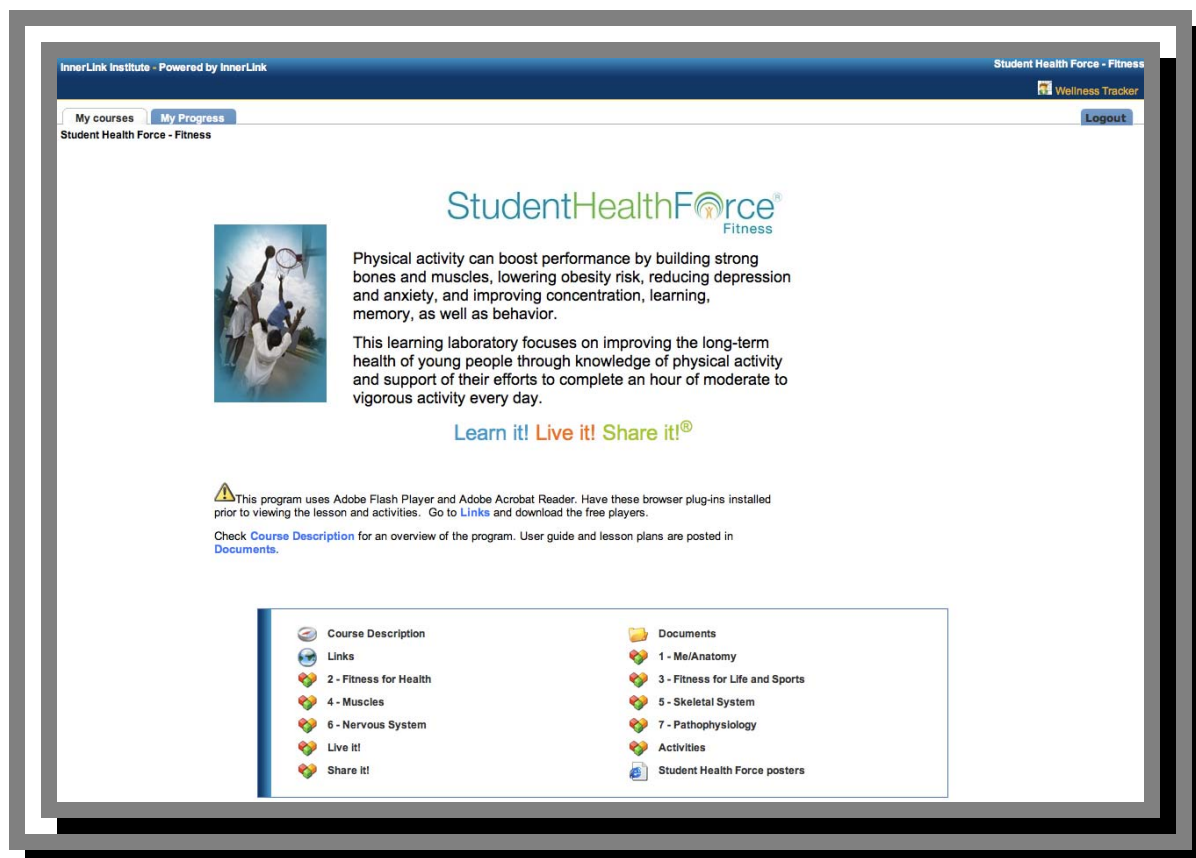 InnerLink Institute - Powered by InnerLink
Student Health Force - Fitness
Wellness Tracker
My courses
My Progress
Logout
Student Health Force - Fitness
StudentHealthForce®
Fitness
Physical activity can boost performance by building strong
bones and muscles, lowering obesity risk, reducing depression
and anxiety, and improving concentration, learning,
memory, as well as behavior.
This learning laboratory focuses on improving the long-term
health of young people through knowledge of physical activity
and support of their efforts to complete an hour of moderate to
vigorous activity every day.
Learn it! Live it! Share it!®
This program uses Adobe Flash Player and Adobe Acrobat Reader. Have these browser plug-ins installed
prior to viewing the lesson and activities. Go to Links and download the free players.
Check Course Description for an overview of the program. User guide and lesson plans are posted in
Documents.
Course Description
Documents
Links
1 - Me/Anatomy
2 - Fitness for Health
3 - Fitness for Life and Sports
4 - Muscles
5 - Skeletal System
6 - Nervous System
7 - Pathophysiology
Live it!
Activities
Share it!
Student Health Force posters